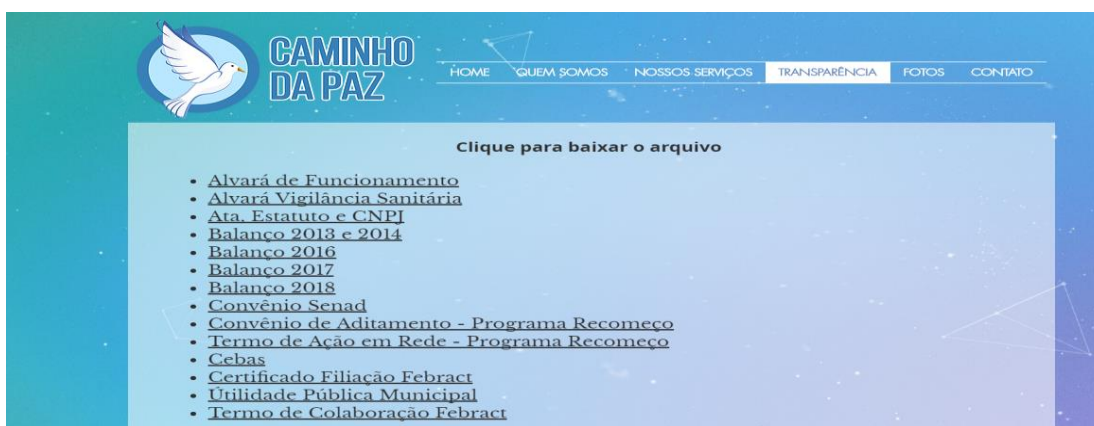 CAMINHO
DA PAZ
HOME QUEM SOMOS NOSSOS SERVIÇOS TRANSPARÊNCIA FOTOS CONTATO
Clique para baixar o arquivo
• Alvará de Funcionamento
• Alvará Vigilância Sanitária
• Ata, Estatuto e CNPJ
• Balanço 2013 e 2014
• Balanço 2016
• Balanço 2017
• Balanço 2018
• Convênio Senad
• Convênio de Aditamento - Programa Recomeço
• Termo de Ação em Rede - Programa Recomeço
• Cebas
• Certificado Filiação Febract
• Útilidade Pública Municipal
• Termo de Colaboração Febract